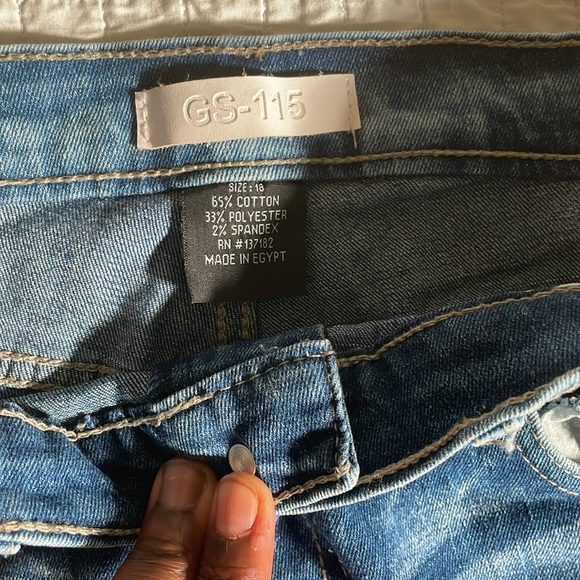 GS-115
SIZE: 18
65% COTTON
33% POLYESTER
2% SPANDEX
RN #137182
MADE IN EGYPT